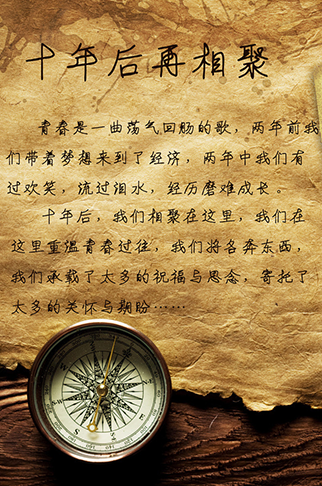 十年后再相聚
青春是一曲荡气回肠的歌，两年前我
们带着梦想来到了经济，两年中我们有
过欢笑，流过泪水，经历磨难成长。
十年后，我们相聚在这里，我们在
这里重温青春过往，我们将各奔东西，
我们承载了太多的祝福与思念，寄托了
太多的关怀与期盼……